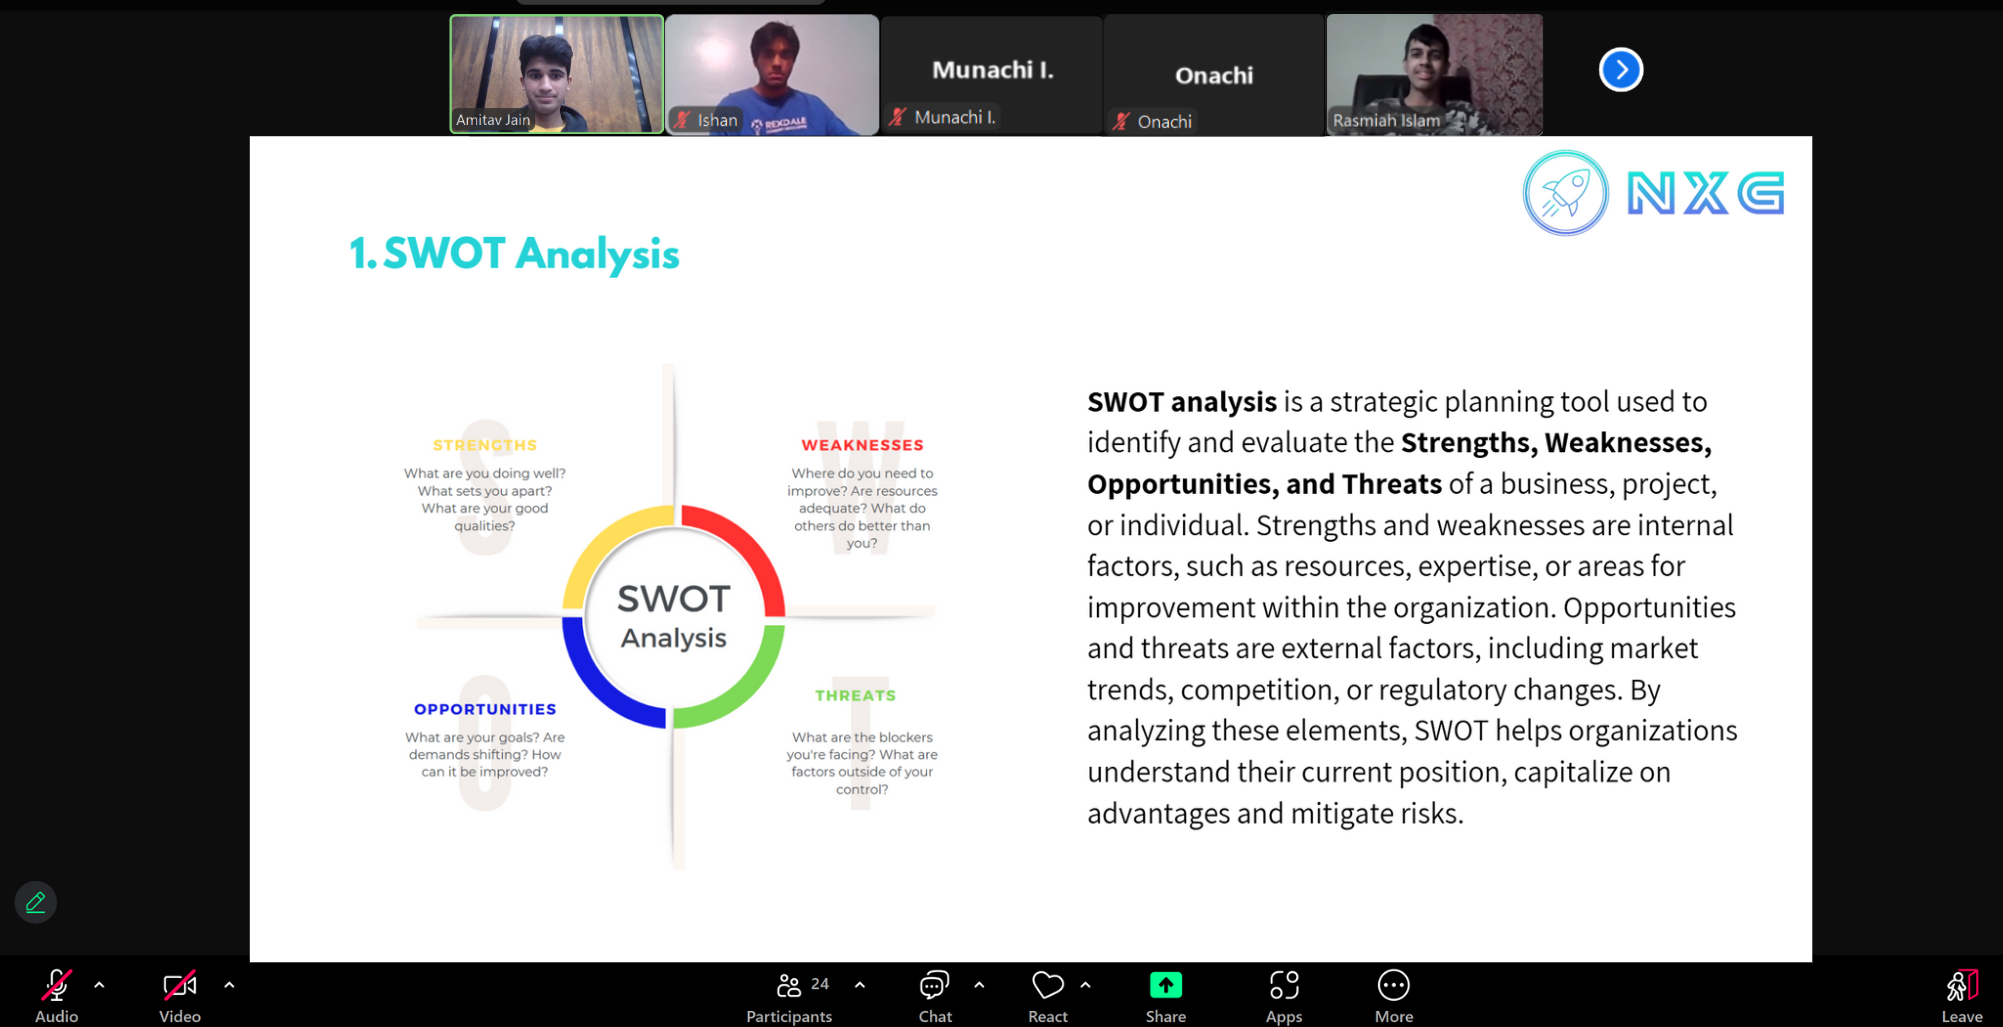 Amitav Jain
Ishan
REXDALE
Munachi I.
Munachi I.
Onachi
Onachi
Rasmiah Islam
NXG
1. SWOT Analysis
S
STRENGTHS
What are you doing well?
What sets you apart?
What are your good
qualities?
W
WEAKNESSES
Where do you need to
improve? Are resources
adequate? What do
others do better than
you?
SWOT
Analysis
O
OPPORTUNITIES
What are your goals? Are
demands shifting? How
can it be improved?
T
THREATS
What are the blockers
you're facing? What are
factors outside of your
control?
SWOT analysis is a strategic planning tool used to
identify and evaluate the Strengths, Weaknesses,
Opportunities, and Threats of a business, project,
or individual. Strengths and weaknesses are internal
factors, such as resources, expertise, or areas for
improvement within the organization. Opportunities
and threats are external factors, including market
trends, competition, or regulatory changes. By
analyzing these elements, SWOT helps organizations
understand their current position, capitalize on
advantages and mitigate risks.
Audio
Video
24
Participants
Chat
React
Share
Apps
More
Leave